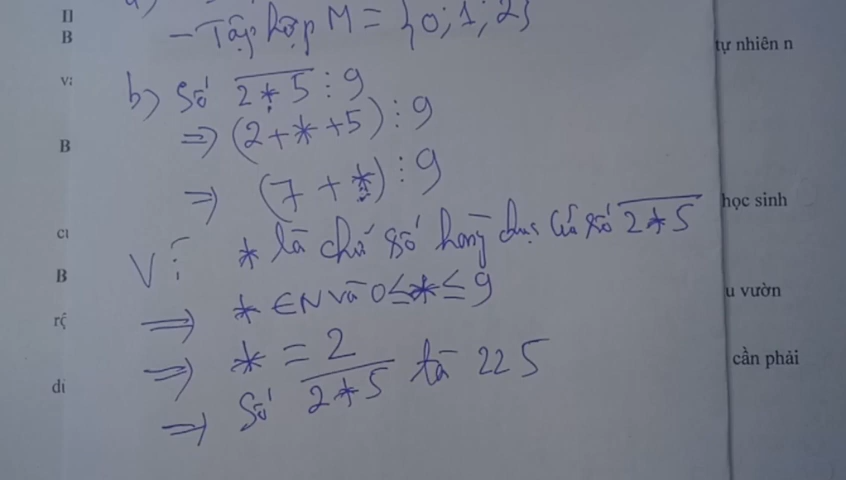 a)
II
B
- Tập hợp M = {0; 1; 2}
tự nhiên n
b) Số 2*5 ⋮ 9
=> (2 + * + 5) ⋮ 9
B
=> (7 + *) ⋮ 9
học sinh
Vì * là chữ số hàng chục của số 2*5
B
=> * ∈ N và 0 ≤ * ≤ 9
u vườn
=> * = 2
cần phải
di
=> Số 2*5 là 225